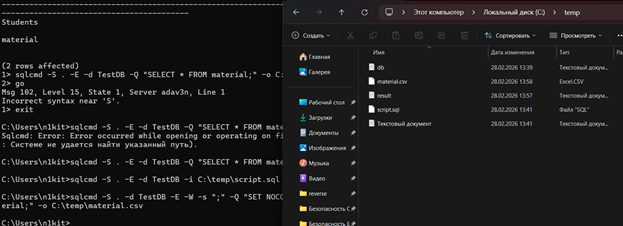 Students
material
(2 rows affected)
1> sqlcmd -S . -E -d TestDB -Q "SELECT * FROM material;" -o C:
2> go
Msg 102, Level 15, State 1, Server adav3n, Line 1
Incorrect syntax near 'S'.
1> exit
C:\Users\n1kit>sqlcmd -S . -E -d TestDB -Q "SELECT * FROM mate
Sqlcmd: Error: Error occurred while opening or operating on fi
: Системе не удается найти указанный путь).
C:\Users\n1kit>sqlcmd -S . -E -d TestDB -Q "SELECT * FROM mate
C:\Users\n1kit>sqlcmd -S . -E -d TestDB -i C:\temp\script.sql
C:\Users\n1kit>sqlcmd -S . -d TestDB -E -W -s ";" -Q "SET NOCO
erial;" -o C:\temp\material.csv
C:\Users\n1kit>
Этот компьютер > Локальный диск (C:) > temp
Создать Сортировать Просмотреть
Главная
Галерея
Рабочий стол
Загрузки
Документы
Изображения
Музыка
Видео
reverse
Безопасность
Безопасность
Имя Дата изменения Тип
db 28.02.2026 13:39 Текстовый докум...
material.csv 28.02.2026 13:58 Excel.CSV
result 28.02.2026 13:57 Текстовый докум...
script.sql 28.02.2026 13:41 Файл "SQL"
Текстовый документ 28.02.2026 13:41 Текстовый докум...